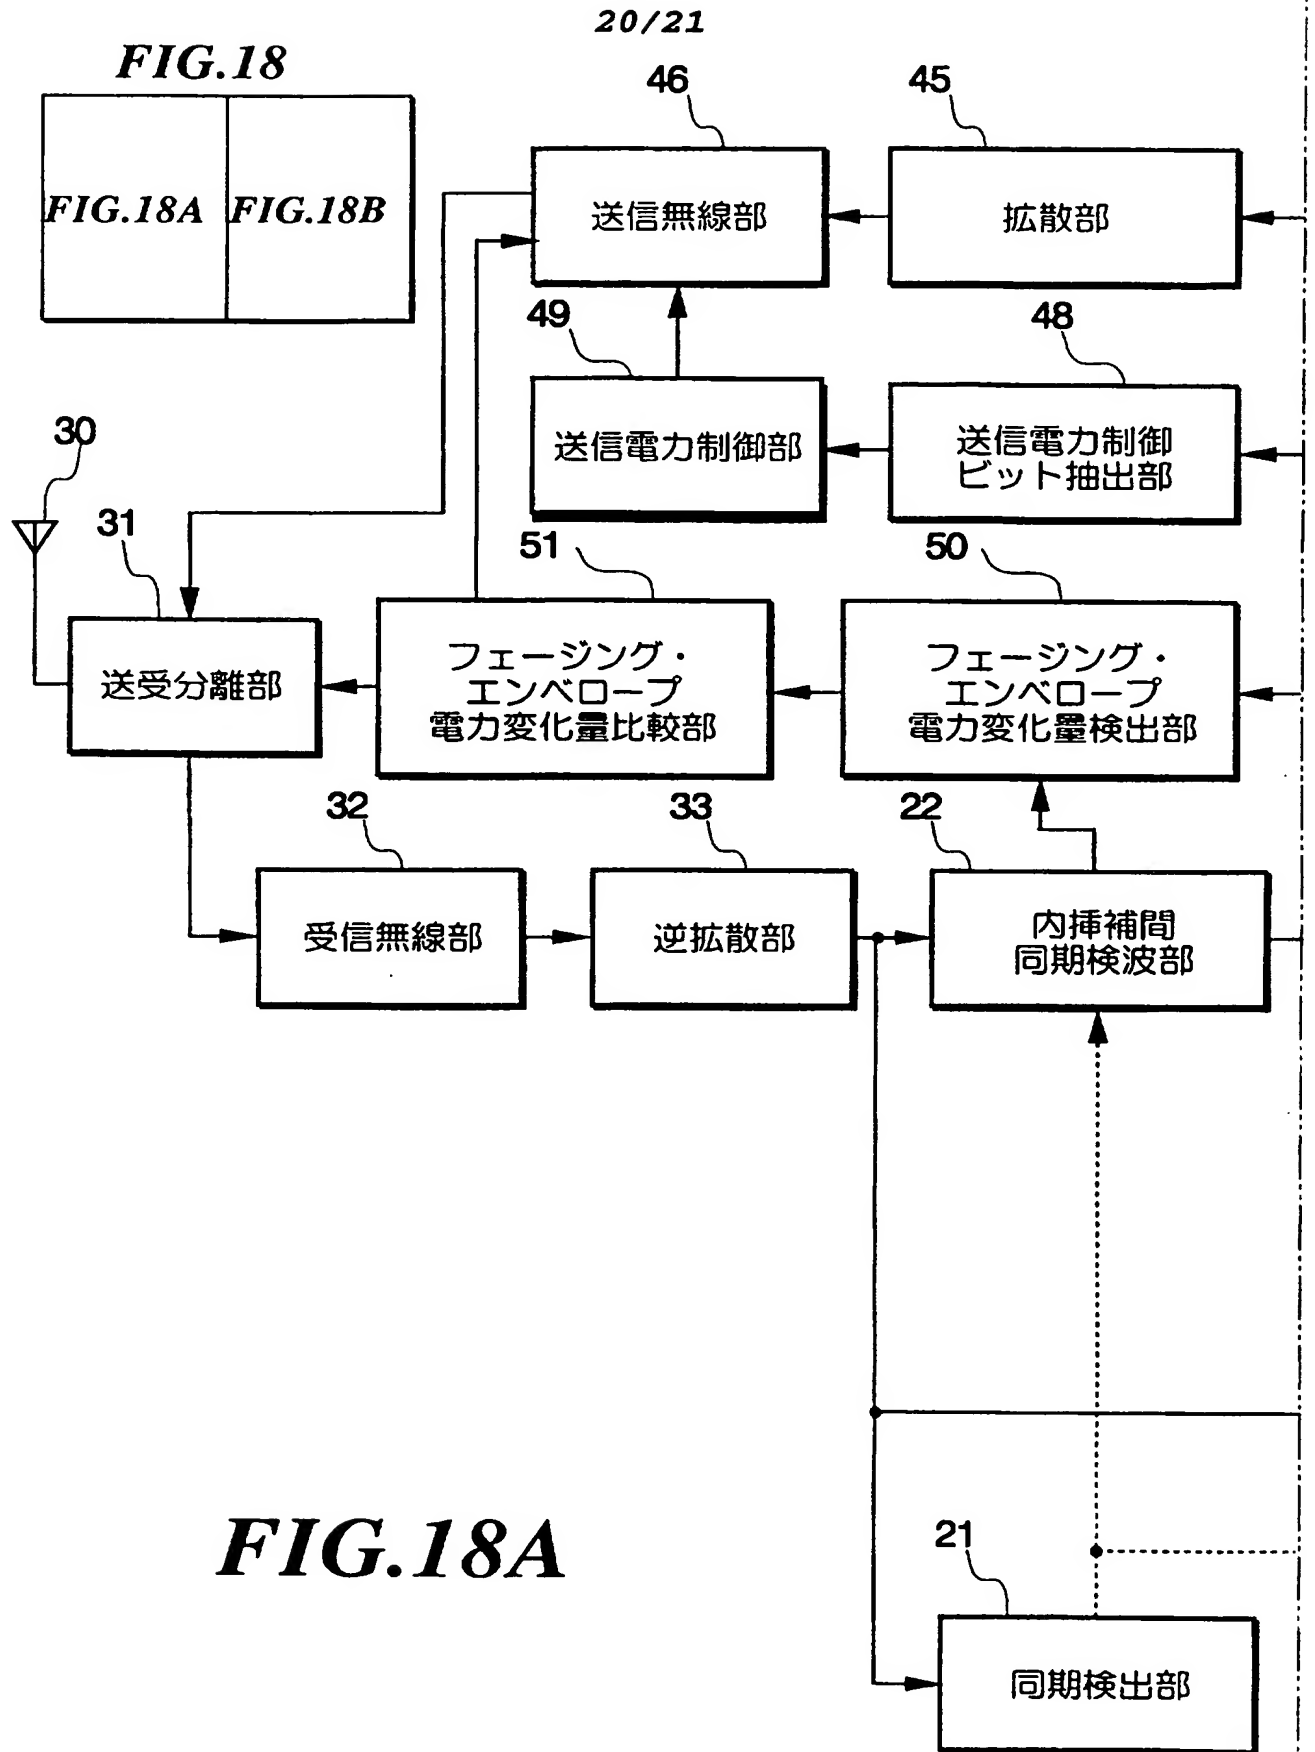 20/21
FIG.18
FIG.18A
FIG.18B
46
45
送信無線部
拡散部
49
48
送信電力制御部
送信電力制御
ビット抽出部
30
31
51
50
送受分離部
フェージング・
エンベロープ
電力変化量比較部
フェージング・
エンベロープ
電力変化量検出部
32
33
22
受信無線部
逆拡散部
内挿補間
同期検波部
FIG.18A
21
同期検出部